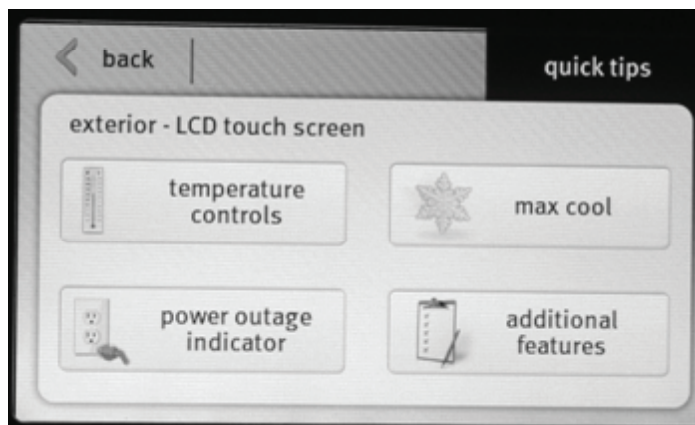 back
quick tips
exterior - LCD touch screen
temperature
controls
max cool
power outage
indicator
additional
features